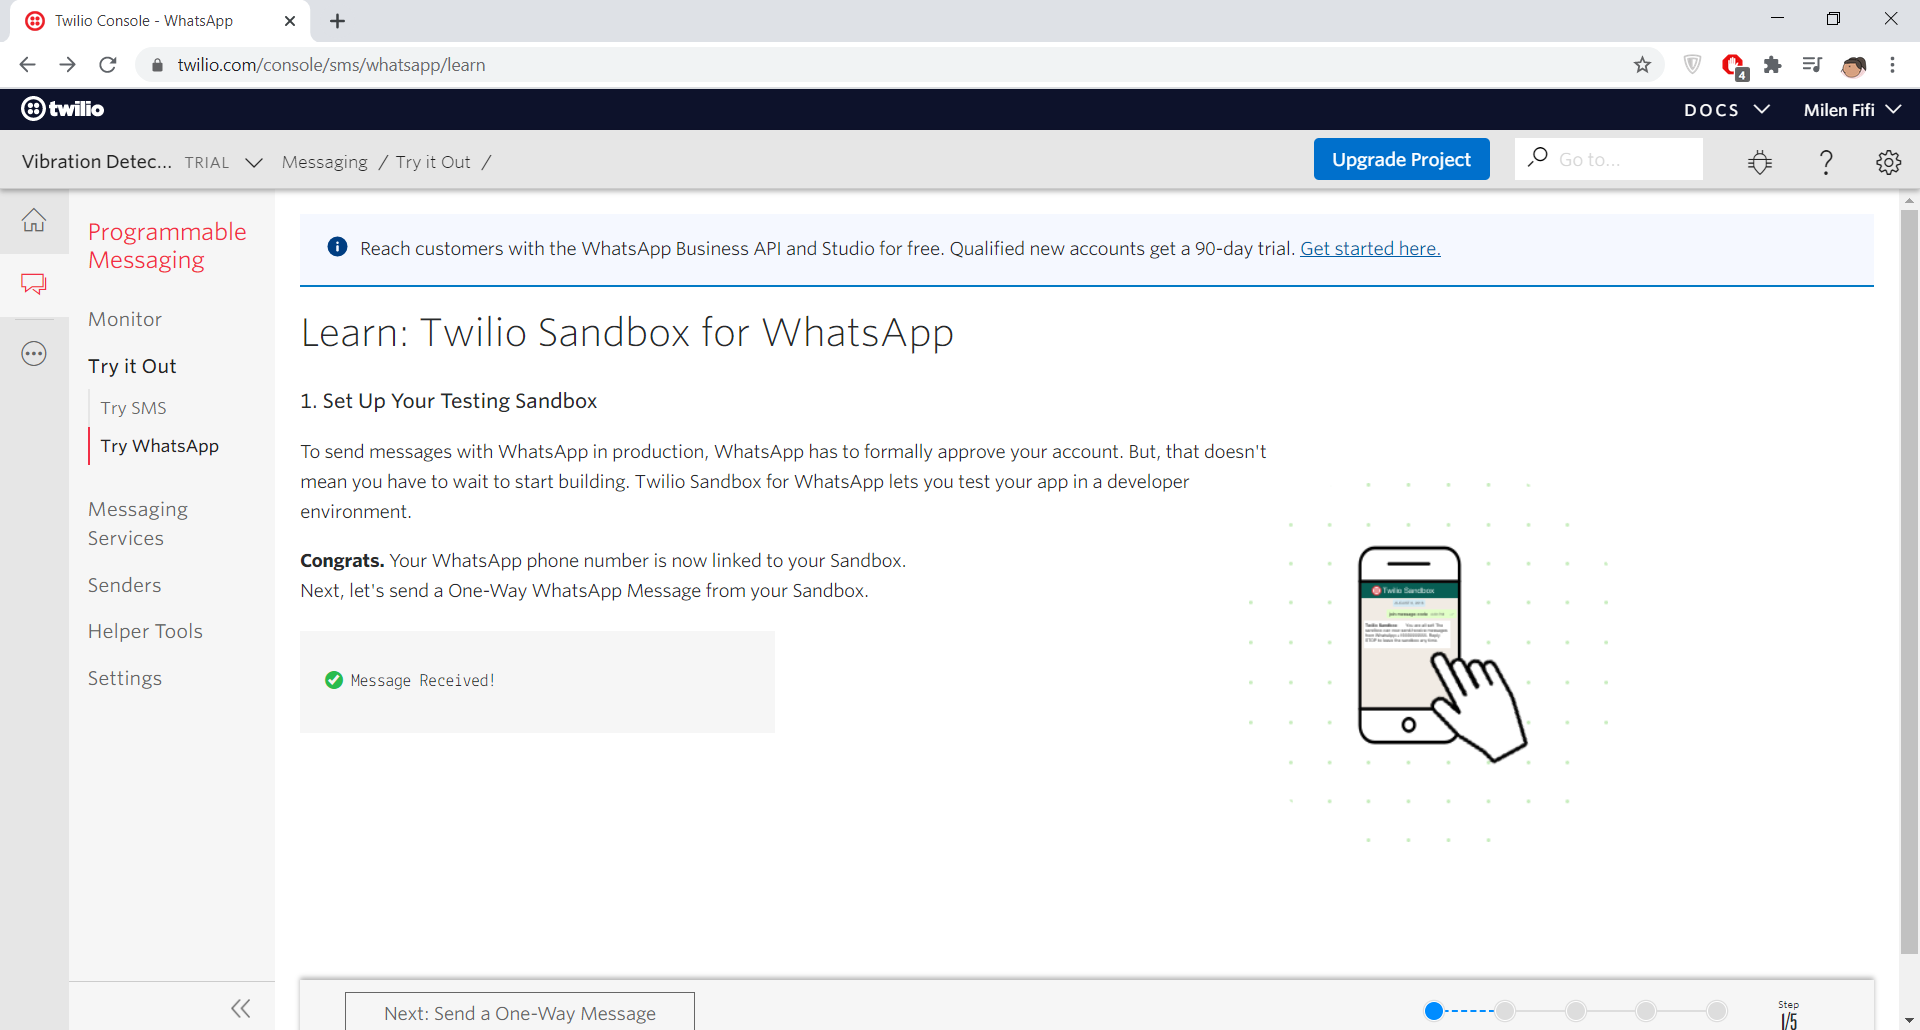 Twilio Console - WhatsApp
twilio.com/console/sms/whatsapp/learn
4
twilio
DOCS
Milen Fifi
Vibration Detec... TRIAL
Messaging / Try it Out /
Upgrade Project
Go to...
Programmable
Messaging
Monitor
Try it Out
Try SMS
Try WhatsApp
Messaging
Services
Senders
Helper Tools
Settings
Reach customers with the WhatsApp Business API and Studio for free. Qualified new accounts get a 90-day trial. Get started here.
Learn: Twilio Sandbox for WhatsApp
1. Set Up Your Testing Sandbox
To send messages with WhatsApp in production, WhatsApp has to formally approve your account. But, that doesn't
mean you have to wait to start building. Twilio Sandbox for WhatsApp lets you test your app in a developer
environment.
Congrats. Your WhatsApp phone number is now linked to your Sandbox.
Next, let's send a One-Way WhatsApp Message from your Sandbox.
Message Received!
Twilio Sandbox
Next: Send a One-Way Message
Step
1/5